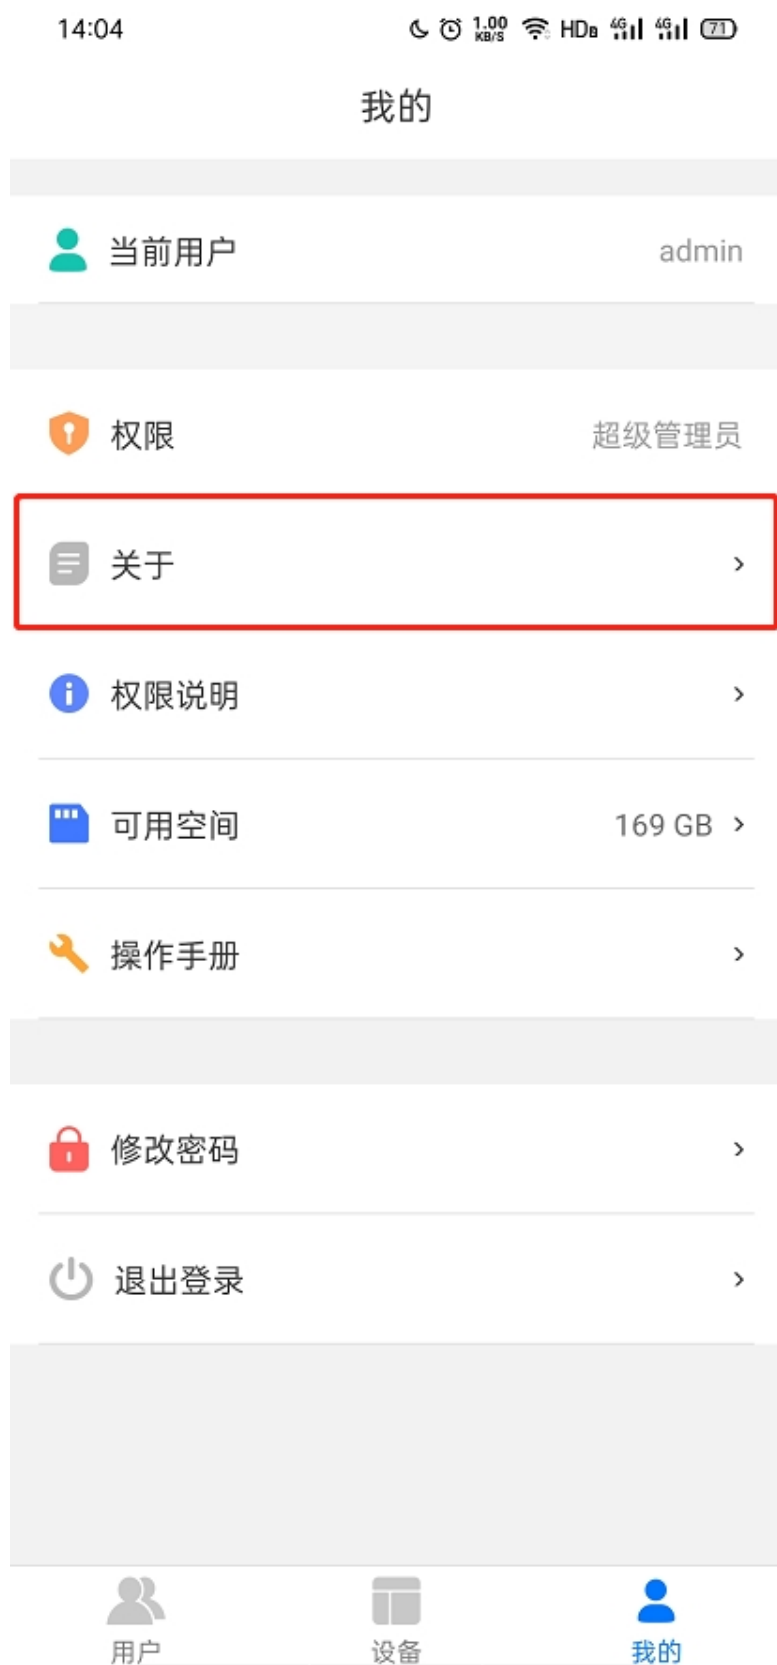 14:04 1.00 KB/S HD 4G 4G 71
我的
当前用户 admin
权限 超级管理员
关于
权限说明
可用空间 169 GB
操作手册
修改密码
退出登录
用户 设备 我的